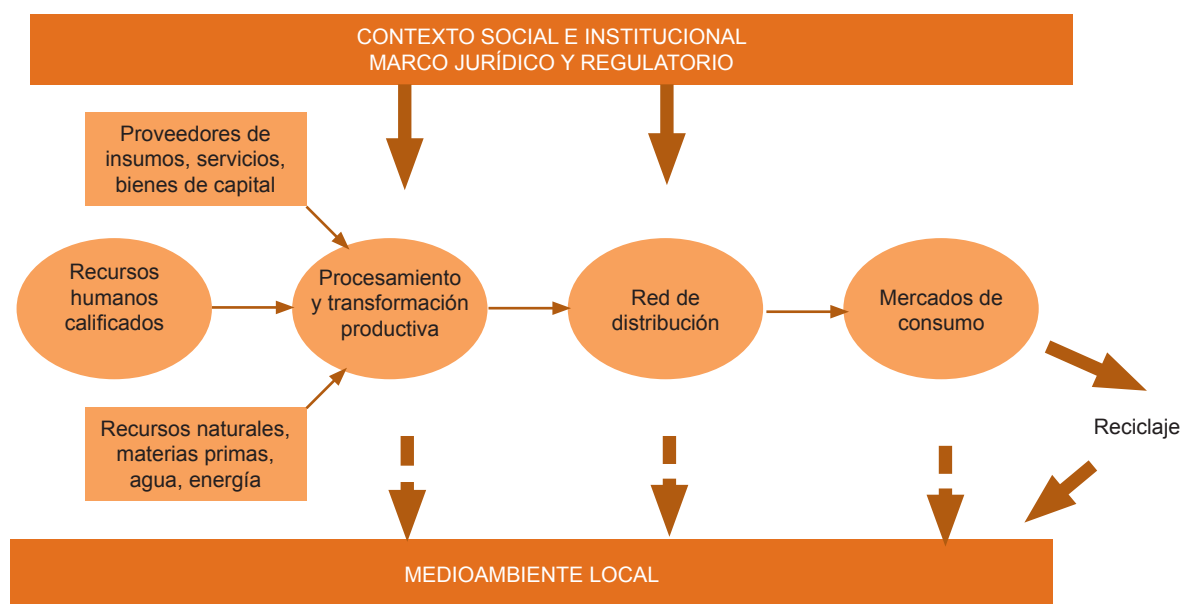 CONTEXTO SOCIAL E INSTITUCIONAL
MARCO JURÍDICO Y REGULATORIO
Proveedores de
insumos, servicios,
bienes de capital
Recursos
humanos
calificados
Procesamiento
y transformación
productiva
Red de
distribución
Mercados de
consumo
Recursos naturales,
materias primas,
agua, energía
Reciclaje
MEDIOAMBIENTE LOCAL